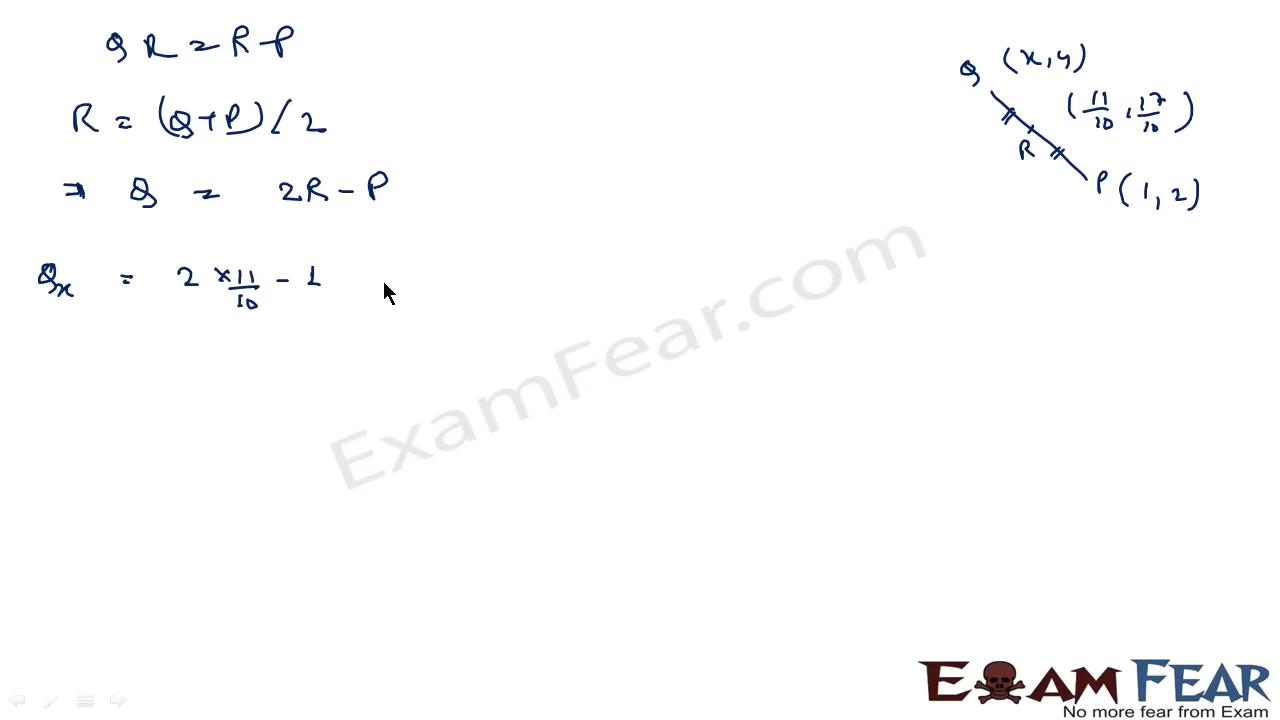 QR = RP
Q (x, y)
R = (Q+P)/2
(11/10, 17/10)
R
⇒ Q = 2R - P
P (1, 2)
Qx = 2 × 11/10 - 1
ExamFear.com
EXAM FEAR
No more fear from Exam